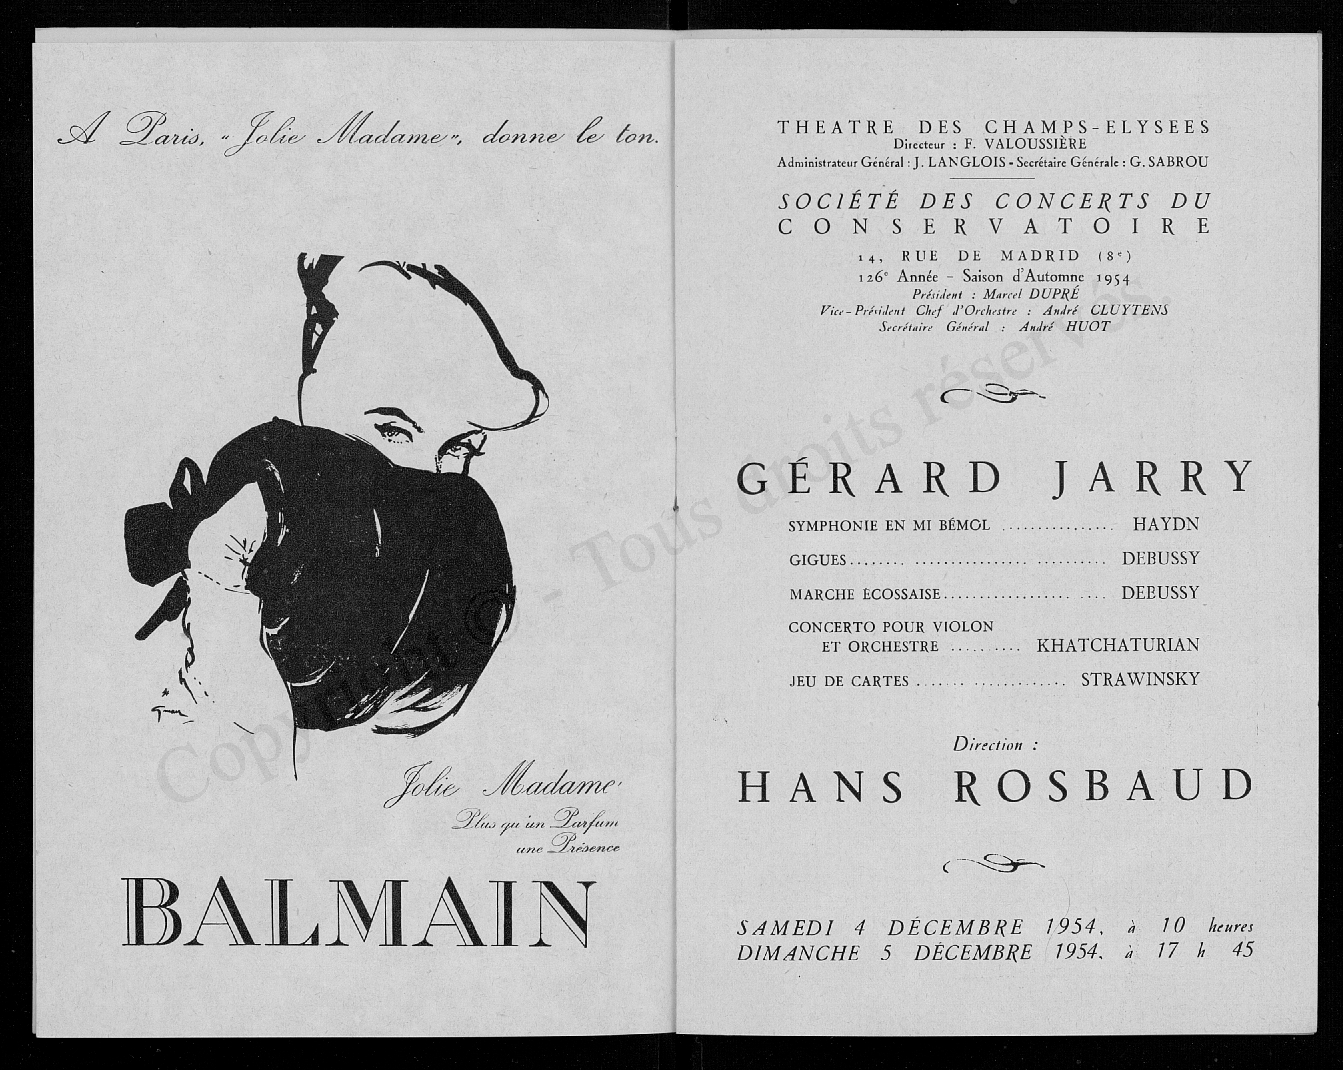 A Paris, "Jolie Madame", donne le ton.
Jolie Madame
Plus qu'un Parfum
une Présence
BALMAIN
THEATRE DES CHAMPS-ELYSEES
Directeur : F. VALOUSSIÈRE
Administrateur Général : J. LANGLOIS - Secrétaire Générale : G. SABROU
SOCIÉTÉ DES CONCERTS DU
CONSERVATOIRE
14, RUE DE MADRID (8e)
126e Année - Saison d'Automne 1954
Président : Marcel DUPRÉ
Vice-Président Chef d'Orchestre : André CLUYTENS
Secrétaire Général : André HUOT
GÉRARD JARRY
SYMPHONIE EN MI BÉMOL ................ HAYDN
GIGUES........ ................ .......... DEBUSSY
MARCHE ÉCOSSAISE.................. .... DEBUSSY
CONCERTO POUR VIOLON
ET ORCHESTRE .......... KHATCHATURIAN
JEU DE CARTES ....... ............. STRAWINSKY
Direction :
HANS ROSBAUD
SAMEDI 4 DÉCEMBRE 1954, à 10 heures
DIMANCHE 5 DÉCEMBRE 1954, à 17 h 45
Copyright © - Tous droits réservés.